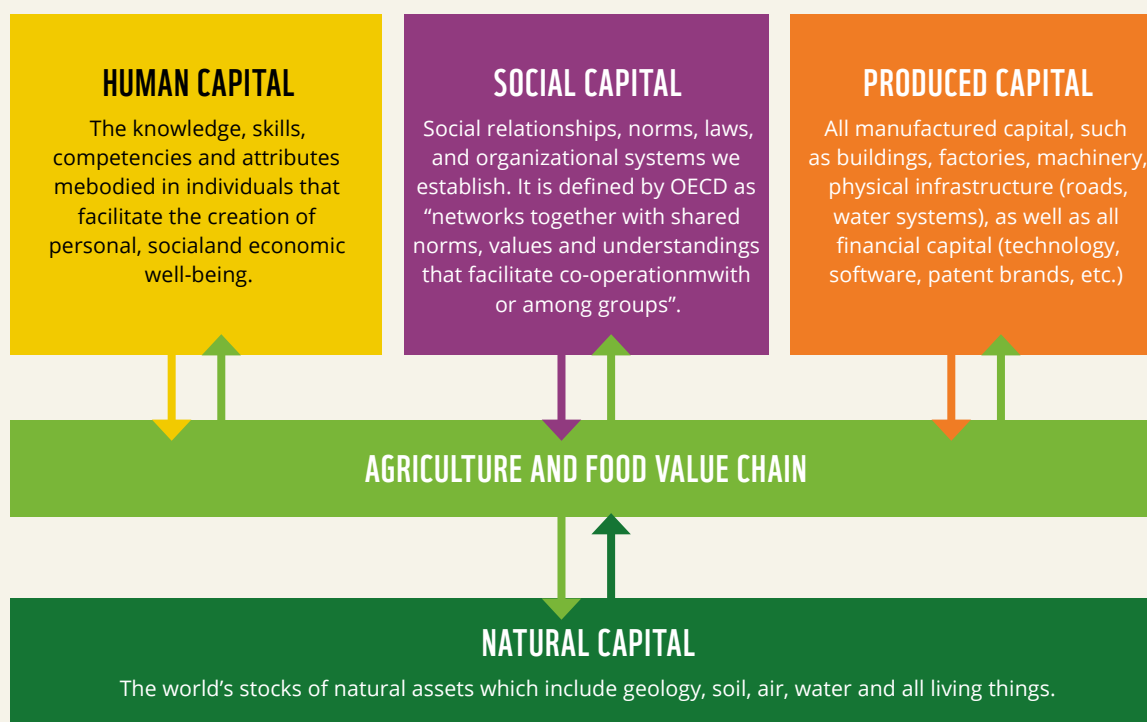 HUMAN CAPITAL
The knowledge, skills,
competencies and attributes
mebodied in individuals that
facilitate the creation of
personal, socialand economic
well-being.
SOCIAL CAPITAL
Social relationships, norms, laws,
and organizational systems we
establish. It is defined by OECD as
“networks together with shared
norms, values and understandings
that facilitate co-operationmwith
or among groups”.
PRODUCED CAPITAL
All manufactured capital, such
as buildings, factories, machinery,
physical infrastructure (roads,
water systems), as well as all
financial capital (technology,
software, patent brands, etc.)
AGRICULTURE AND FOOD VALUE CHAIN
NATURAL CAPITAL
The world’s stocks of natural assets which include geology, soil, air, water and all living things.